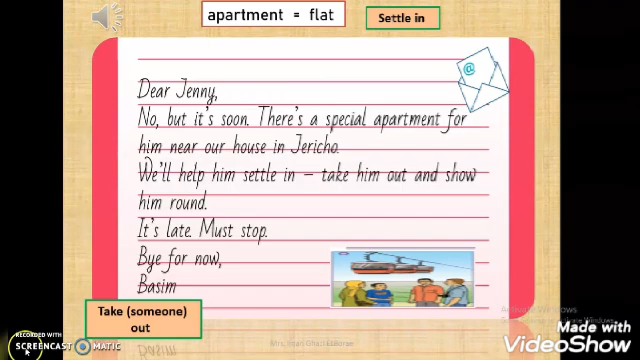 apartment = flat
Settle in
@
Dear Jenny,
No, but it's soon. There's a special apartment for
him near our house in Jericho.
We'll help him settle in – take him out and show
him round.
It's late. Must stop.
Bye for now,
Basim
Take (someone)
out
Activate Windows
RECORDED WITH
SCREENCAST MATIC
Made with
VideoShow